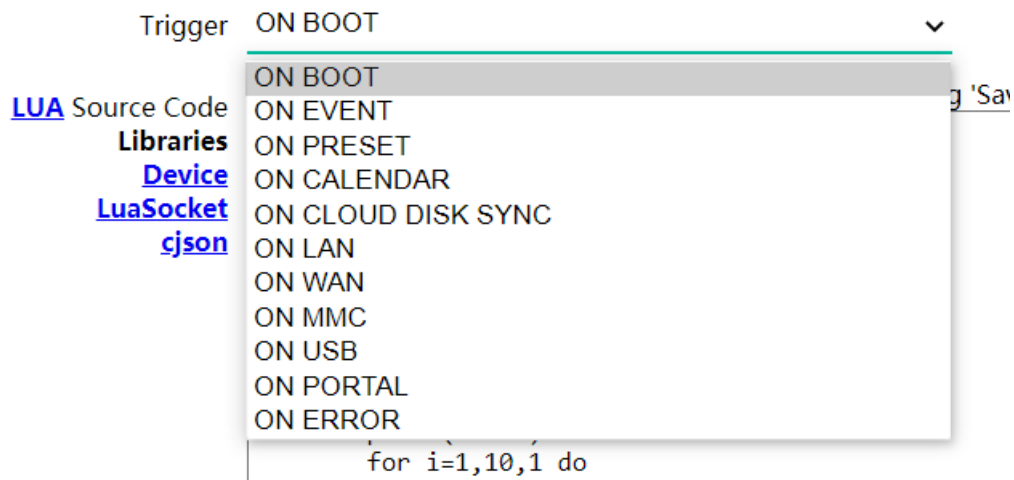 Trigger ON BOOT
ON BOOT
LUA Source Code
ON EVENT
Libraries
ON PRESET
Device
ON CALENDAR
LuaSocket
ON CLOUD DISK SYNC
cjson
ON LAN
ON WAN
ON MMC
ON USB
ON PORTAL
ON ERROR
for i=1,10,1 do